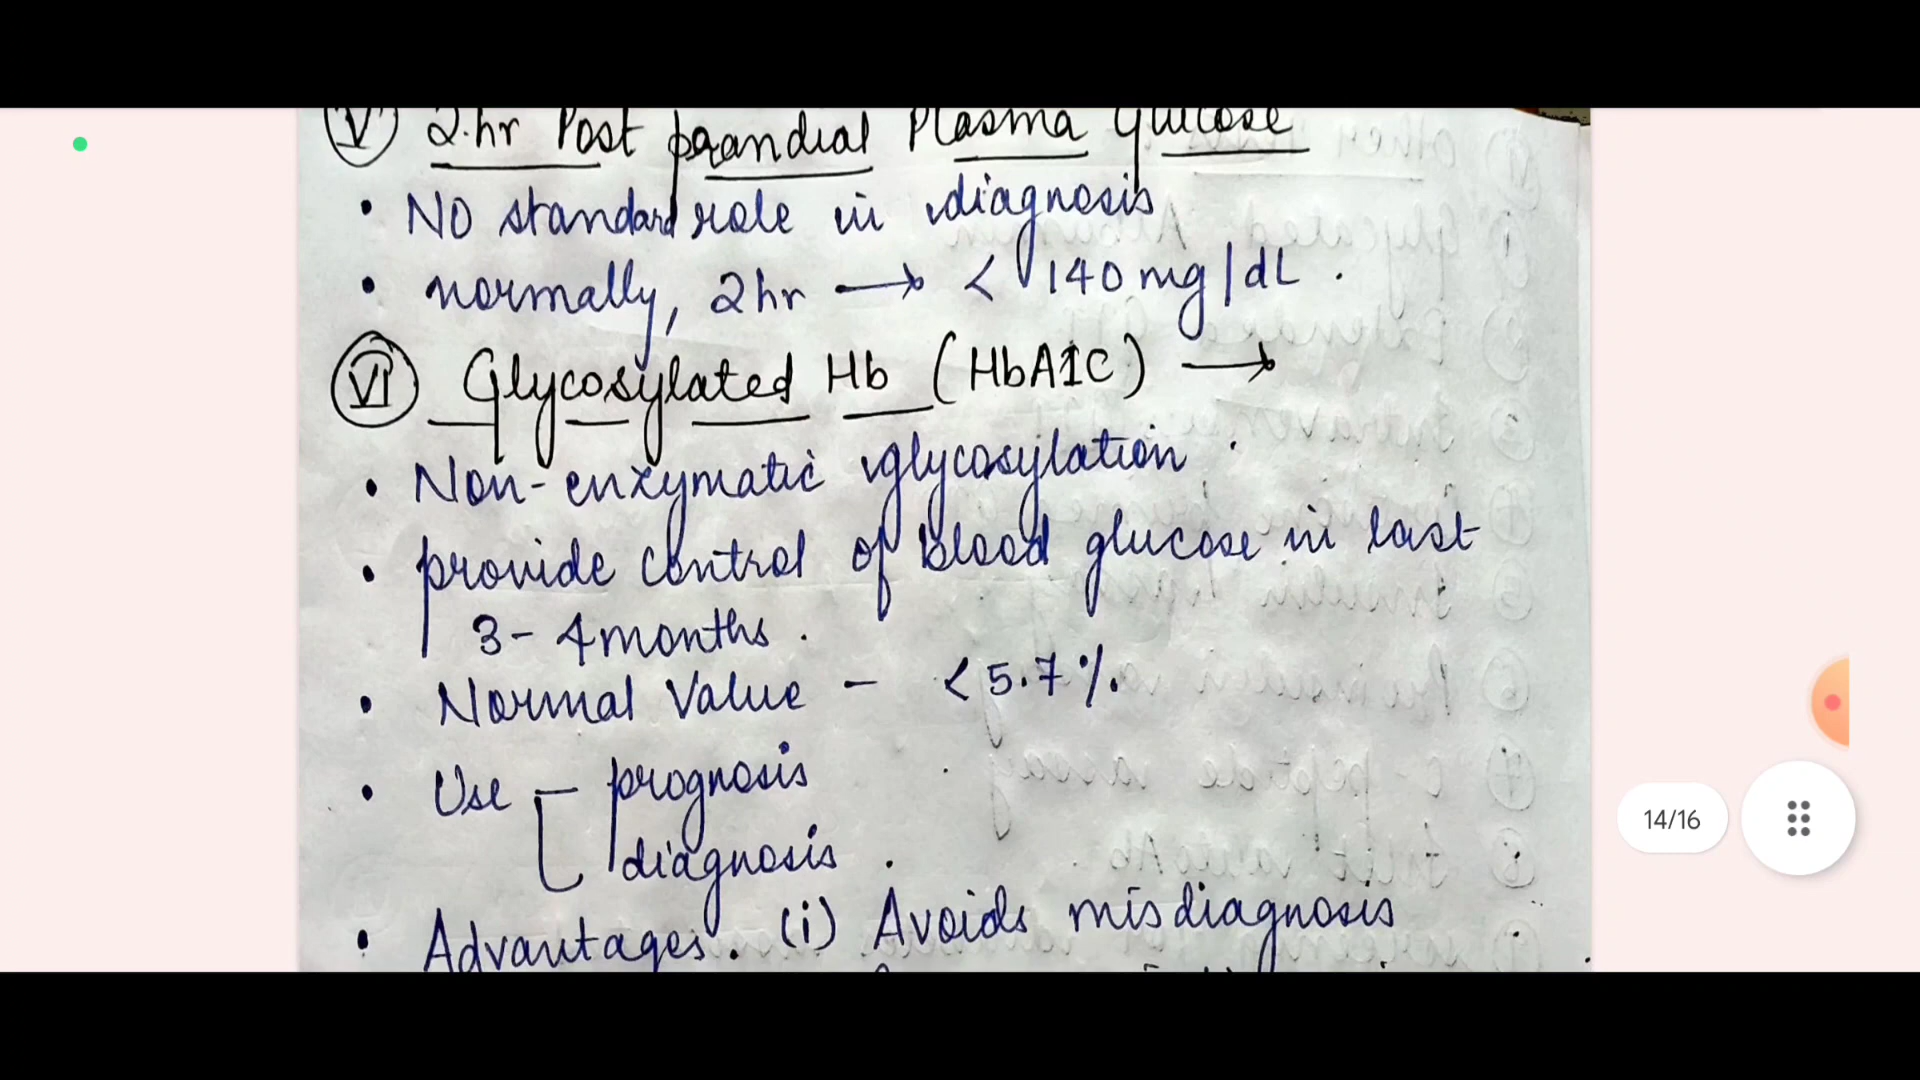 V 2.hr Post prandial Plasma Glucose
• NO standard role in diagnosis
• normally, 2hr → < 140 mg/dL .
VI Glycosylated Hb (HbA1C) →
• Non-enzymatic glycosylation .
• provide control of blood glucose in last
3-4 months .
• Normal Value - < 5.7 %.
• Use - prognosis
diagnosis .
• Advantages. (i) Avoids misdiagnosis
14/16